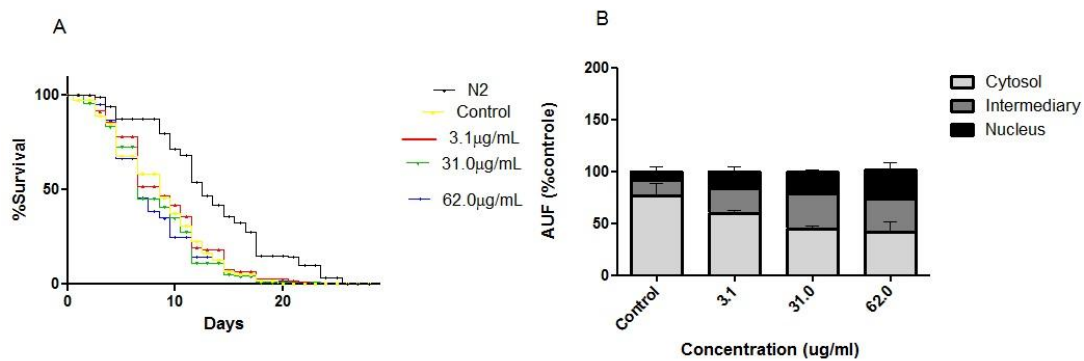 A
%Survival
100
50
0
0
10
20
Days
N2
Control
3.1µg/mL
31.0µg/mL
62.0µg/mL
B
AUF (%controle)
200
150
100
50
0
Control
3.1
31.0
62.0
Concentration (ug/ml)
Cytosol
Intermediary
Nucleus